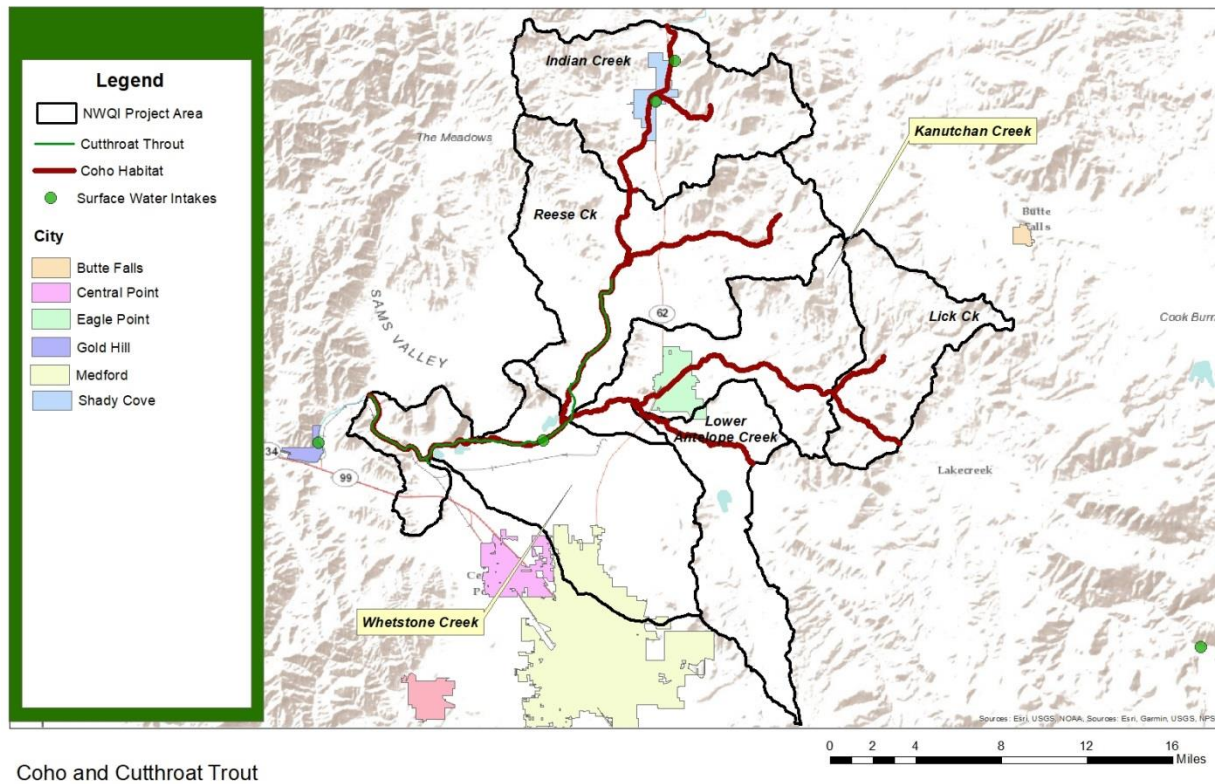 Legend
NWQI Project Area
Cutthroat Throut
Coho Habitat
Surface Water Intakes
City
Butte Falls
Central Point
Eagle Point
Gold Hill
Medford
Shady Cove
Indian Creek
The Meadows
Kanutchan Creek
Reese Ck
Butte
Falls
SAMS VALLEY
62
Lick Ck
Cook Burn
Lower
Antelope Creek
34
99
Lakecreek
Whetstone Creek
Sources: Esri, USGS, NOAA, Sources: Esri, Garmin, USGS, NPS
0 2 4 8 12 16
Miles
Coho and Cutthroat Trout